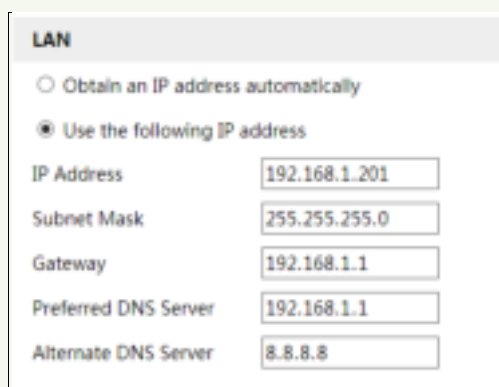 LAN
Obtain an IP address automatically
Use the following IP address
IP Address 192.168.1.201
Subnet Mask 255.255.255.0
Gateway 192.168.1.1
Preferred DNS Server 192.168.1.1
Alternate DNS Server 8.8.8.8